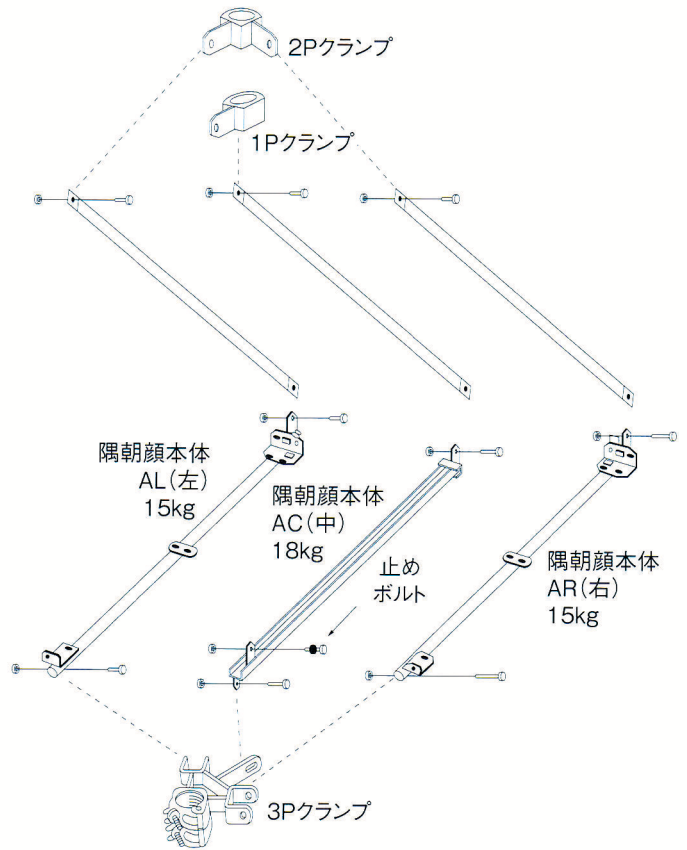 2Pクランプ
1Pクランプ
隅朝顔本体
AL(左)
15kg
隅朝顔本体
AC(中)
18kg
止め
ボルト
隅朝顔本体
AR(右)
15kg
3Pクランプ